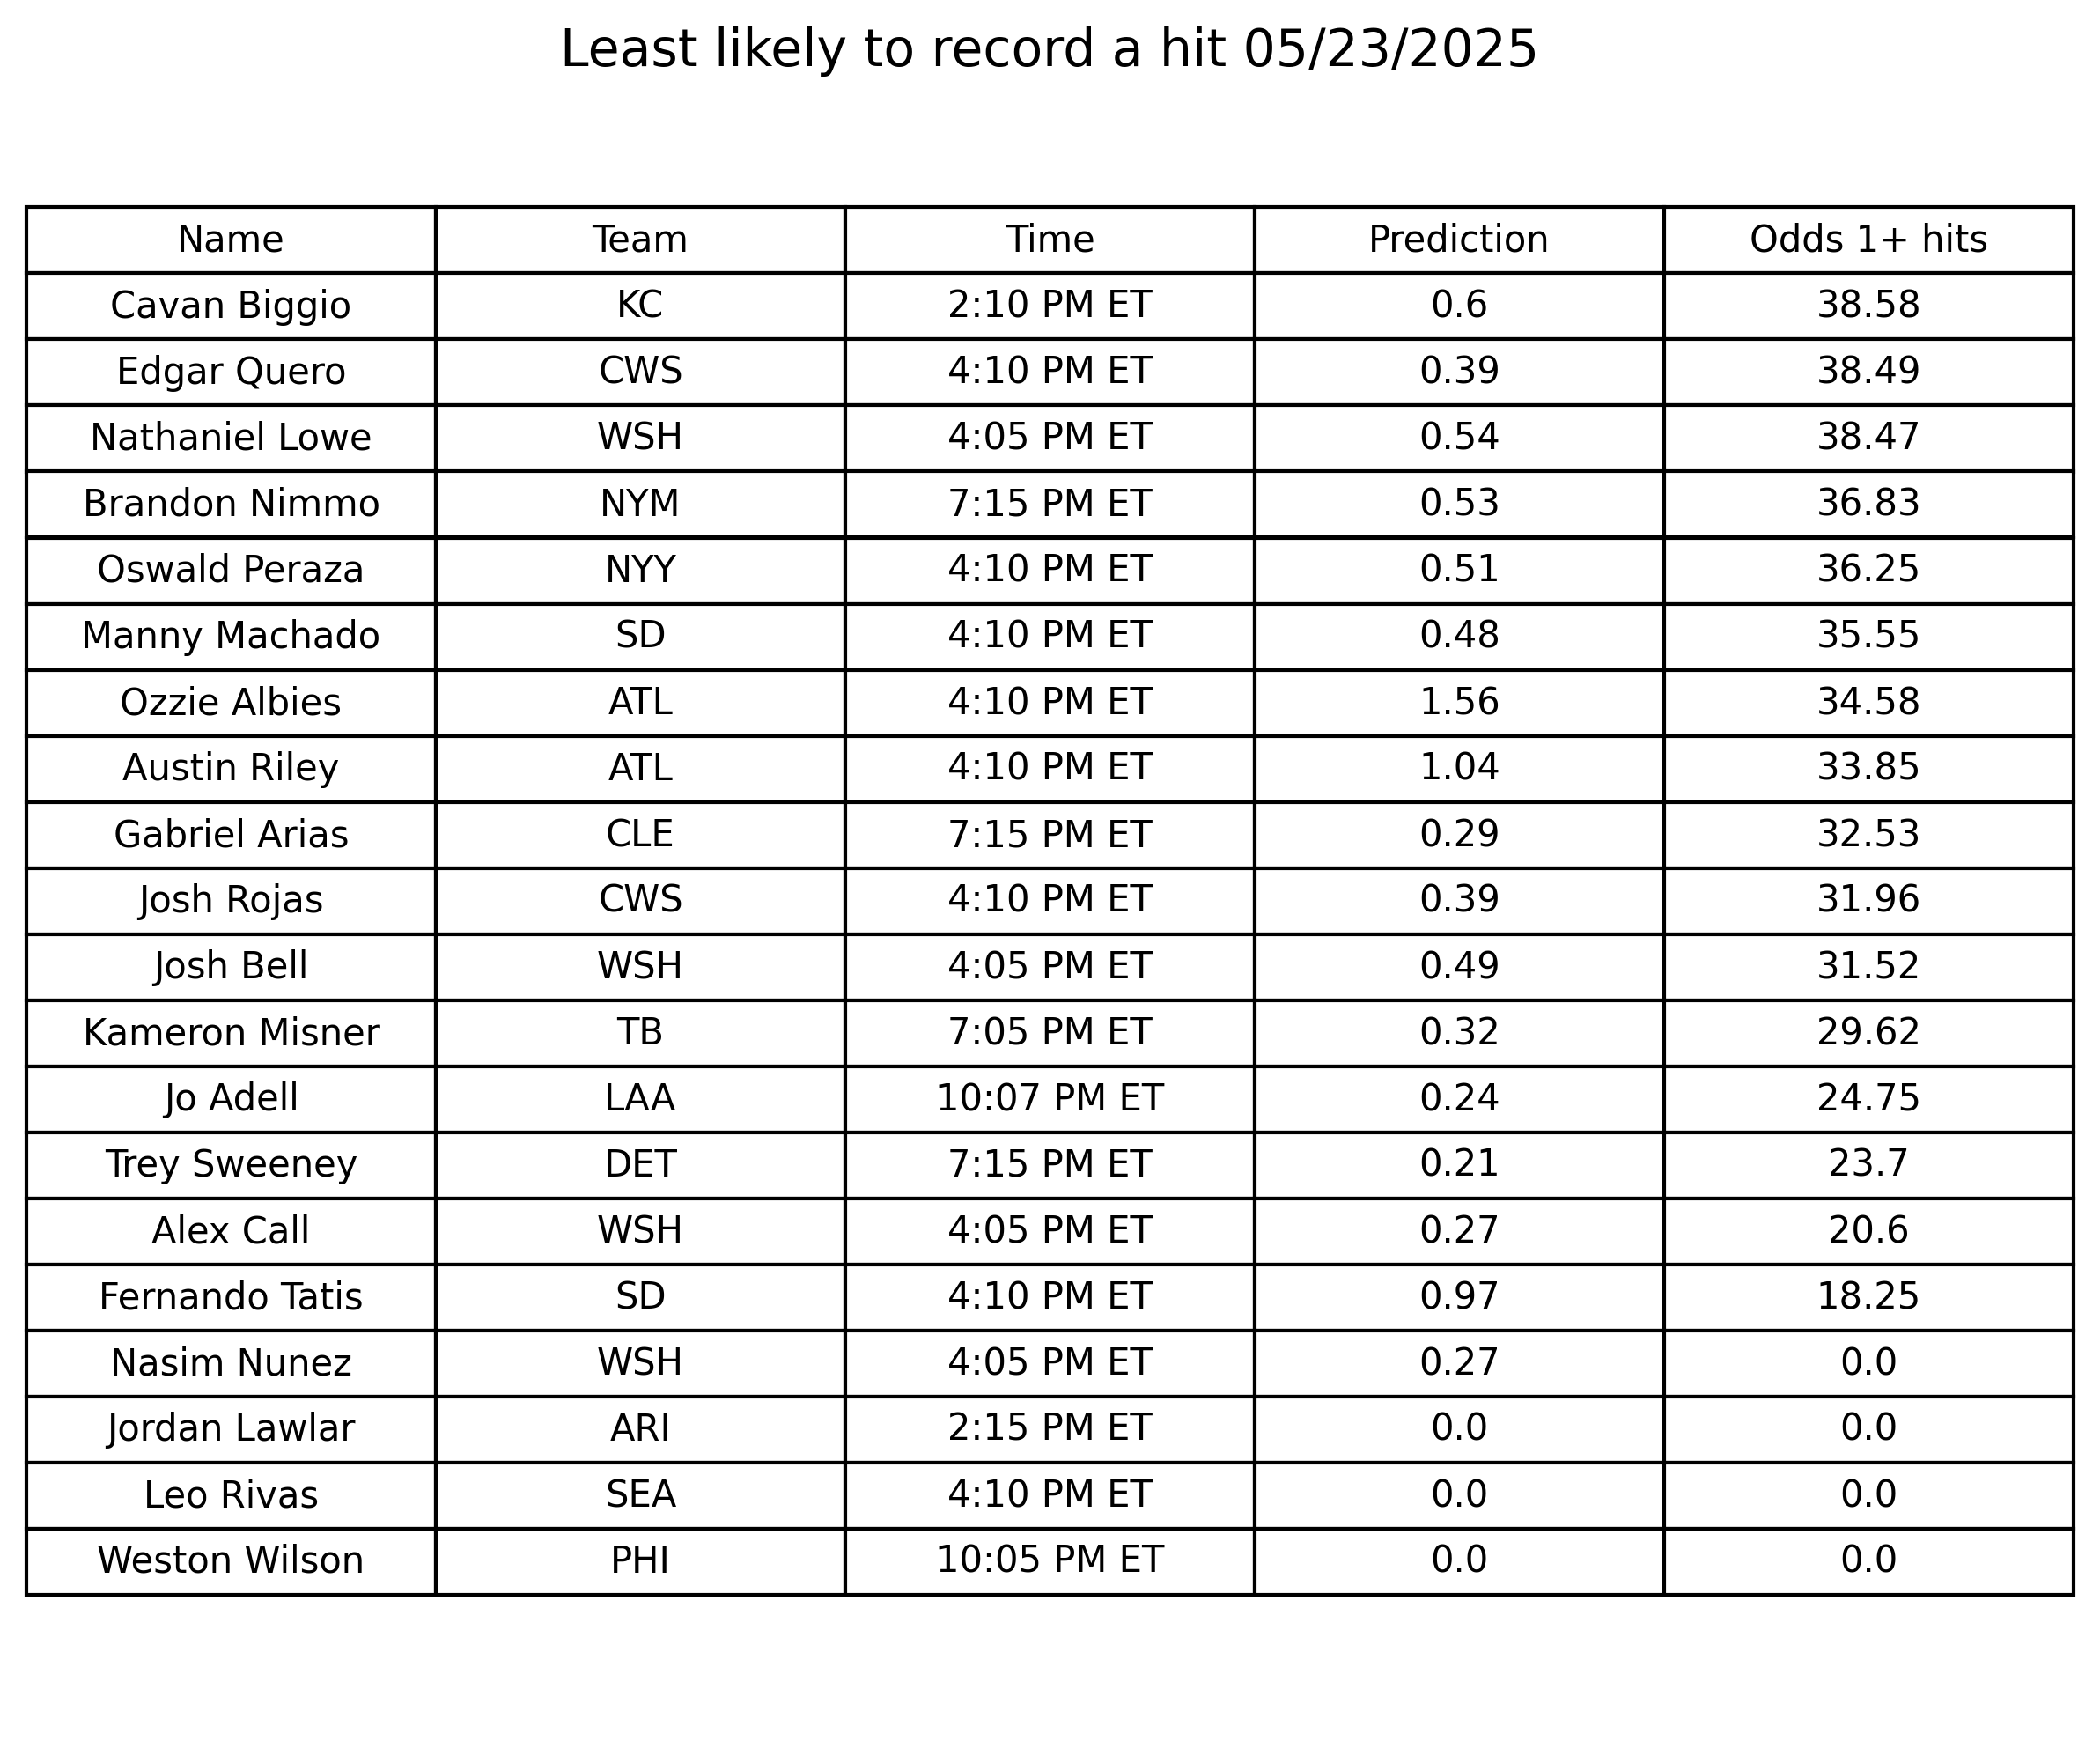 Least likely to record a hit 05/23/2025
Name Team Time Prediction Odds 1+ hits
Cavan Biggio KC 2:10 PM ET 0.6 38.58
Edgar Quero CWS 4:10 PM ET 0.39 38.49
Nathaniel Lowe WSH 4:05 PM ET 0.54 38.47
Brandon Nimmo NYM 7:15 PM ET 0.53 36.83
Oswald Peraza NYY 4:10 PM ET 0.51 36.25
Manny Machado SD 4:10 PM ET 0.48 35.55
Ozzie Albies ATL 4:10 PM ET 1.56 34.58
Austin Riley ATL 4:10 PM ET 1.04 33.85
Gabriel Arias CLE 7:15 PM ET 0.29 32.53
Josh Rojas CWS 4:10 PM ET 0.39 31.96
Josh Bell WSH 4:05 PM ET 0.49 31.52
Kameron Misner TB 7:05 PM ET 0.32 29.62
Jo Adell LAA 10:07 PM ET 0.24 24.75
Trey Sweeney DET 7:15 PM ET 0.21 23.7
Alex Call WSH 4:05 PM ET 0.27 20.6
Fernando Tatis SD 4:10 PM ET 0.97 18.25
Nasim Nunez WSH 4:05 PM ET 0.27 0.0
Jordan Lawlar ARI 2:15 PM ET 0.0 0.0
Leo Rivas SEA 4:10 PM ET 0.0 0.0
Weston Wilson PHI 10:05 PM ET 0.0 0.0